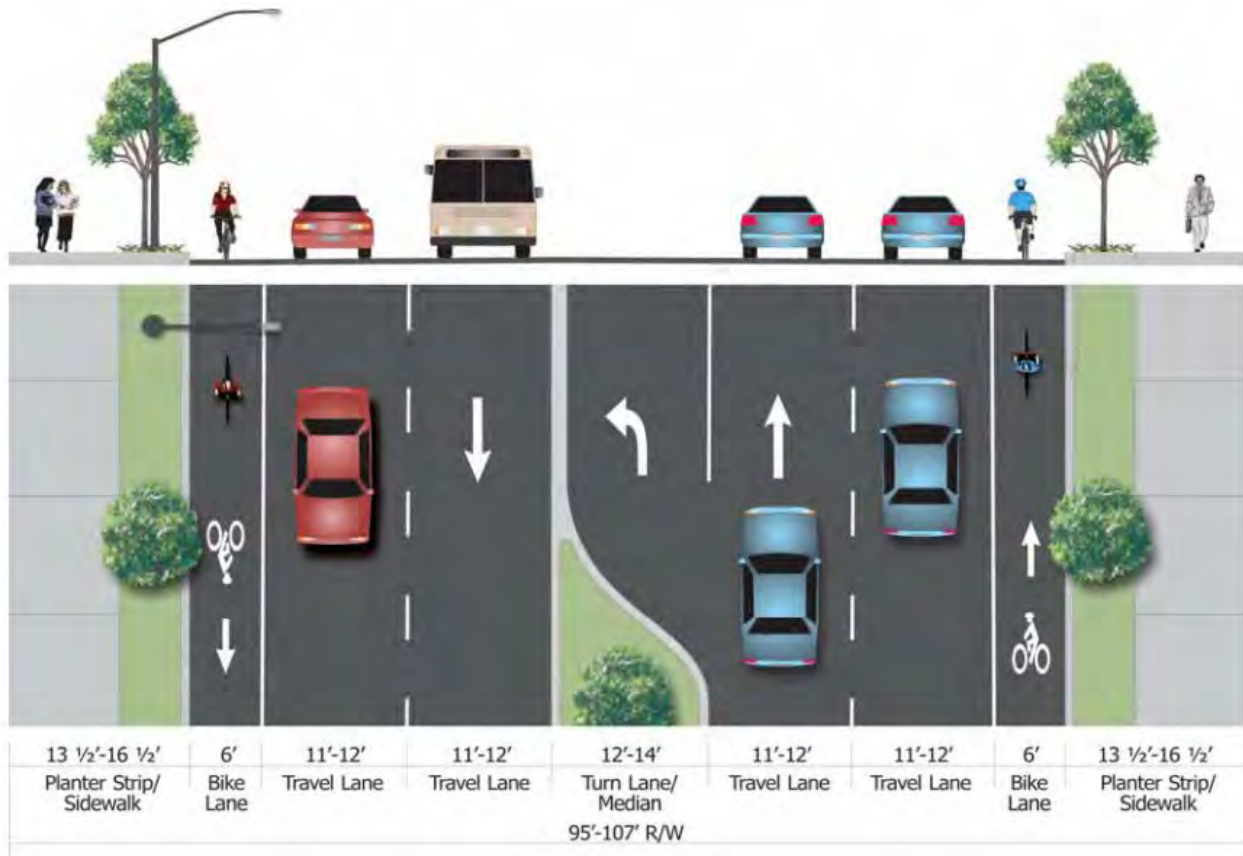 13 ½'-16 ½' 6' 11'-12' 11'-12' 12'-14' 11'-12' 11'-12' 6' 13 ½'-16 ½'
Planter Strip/ Bike Travel Lane Travel Lane Turn Lane/ Travel Lane Travel Lane Bike Planter Strip/
Sidewalk Lane Median Lane Sidewalk
95'-107' R/W